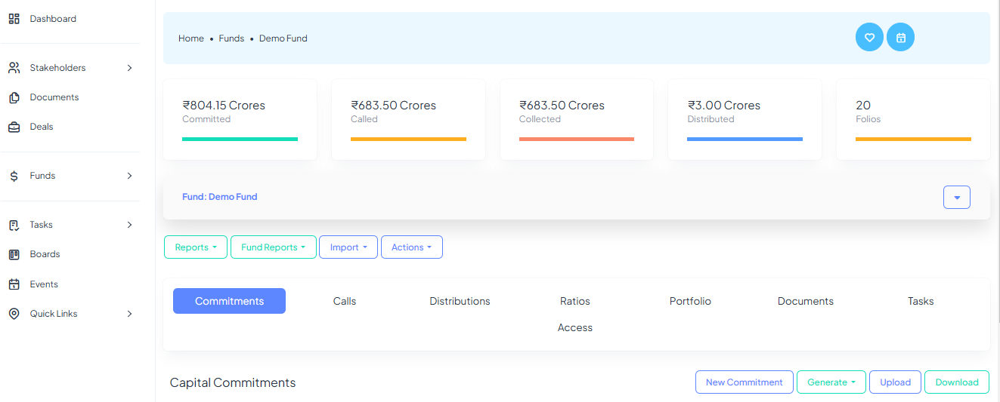 Dashboard
Stakeholders
Documents
Deals
Funds
Tasks
Boards
Events
Quick Links
Home • Funds • Demo Fund
₹804.15 Crores
Committed
₹683.50 Crores
Called
₹683.50 Crores
Collected
₹3.00 Crores
Distributed
20
Folios
Fund: Demo Fund
Reports Fund Reports Import Actions
Commitments Calls Distributions Ratios Portfolio Documents Tasks
Access
Capital Commitments
New Commitment Generate Upload Download